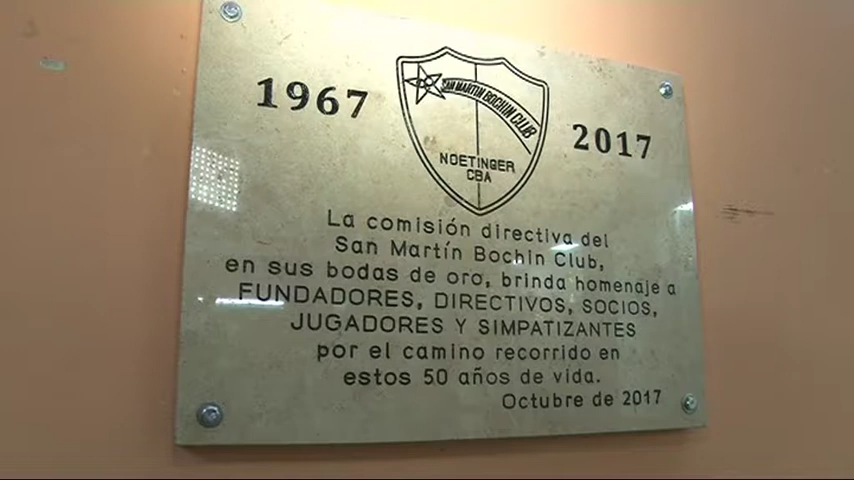 1967
SAN MARTIN BOCHIN CLUB
NOETINGER
CBA
2017
La comisión directiva del
San Martín Bochin Club,
en sus bodas de oro, brinda homenaje a
FUNDADORES, DIRECTIVOS, SOCIOS,
JUGADORES Y SIMPATIZANTES
por el camino recorrido en
estos 50 años de vida.
Octubre de 2017